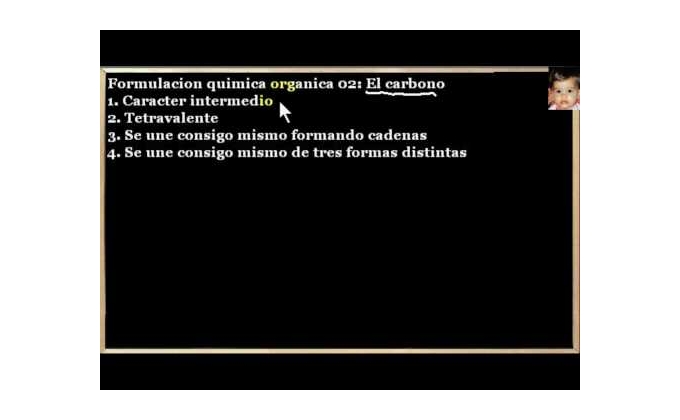 Formulacion quimica organica 02: El carbono
1. Caracter intermedio
2. Tetravalente
3. Se une consigo mismo formando cadenas
4. Se une consigo mismo de tres formas distintas